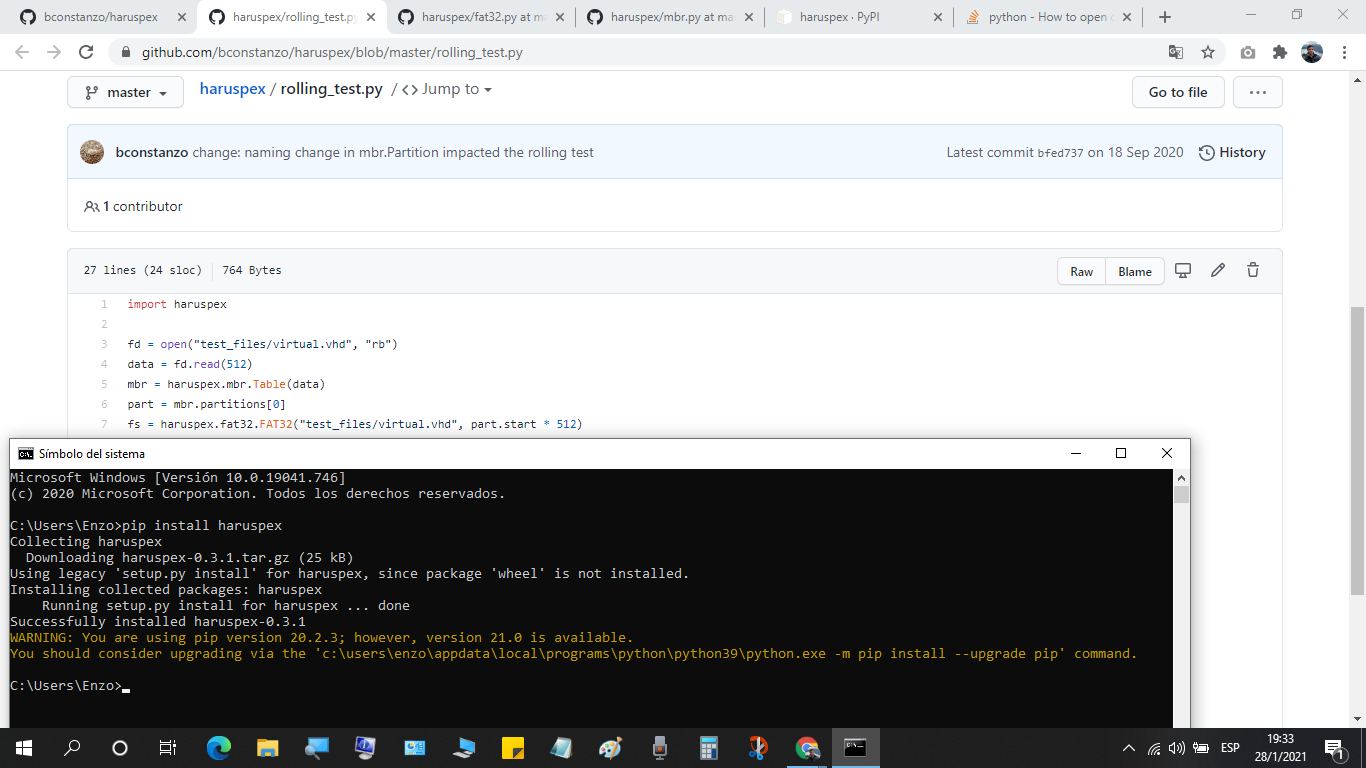 bconstanzo/haruspex
haruspex/rolling_test.py
haruspex/fat32.py at ma
haruspex/mbr.py at mas
haruspex · PyPI
python - How to open
github.com/bconstanzo/haruspex/blob/master/rolling_test.py
master
haruspex / rolling_test.py / <> Jump to
Go to file
...
bconstanzo change: naming change in mbr.Partition impacted the rolling test
Latest commit bfed737 on 18 Sep 2020
History
1 contributor
27 lines (24 sloc)
764 Bytes
Raw
Blame
1 import haruspex
2
3 fd = open("test_files/virtual.vhd", "rb")
4 data = fd.read(512)
5 mbr = haruspex.mbr.Table(data)
6 part = mbr.partitions[0]
7 fs = haruspex.fat32.FAT32("test_files/virtual.vhd", part.start * 512)
C:\.
Símbolo del sistema
Microsoft Windows [Versión 10.0.19041.746]
(c) 2020 Microsoft Corporation. Todos los derechos reservados.
C:\Users\Enzo>pip install haruspex
Collecting haruspex
Downloading haruspex-0.3.1.tar.gz (25 kB)
Using legacy 'setup.py install' for haruspex, since package 'wheel' is not installed.
Installing collected packages: haruspex
Running setup.py install for haruspex ... done
Successfully installed haruspex-0.3.1
WARNING: You are using pip version 20.2.3; however, version 21.0 is available.
You should consider upgrading via the 'c:\users\enzo\appdata\local\programs\python\python39\python.exe -m pip install --upgrade pip' command.
C:\Users\Enzo>
ESP
19:33
28/1/2021
1